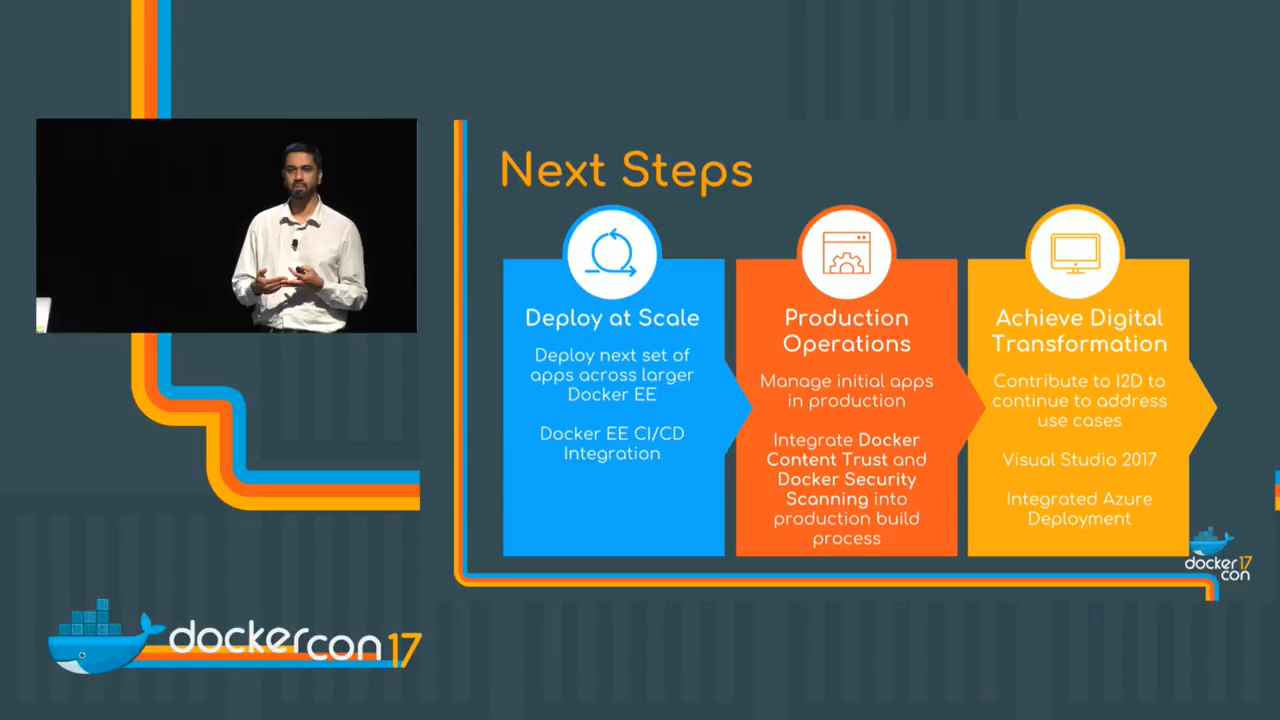 Next Steps
Deploy at Scale
Deploy next set of
apps across larger
Docker EE
Docker EE CI/CD
Integration
Production
Operations
Manage initial apps
in production
Integrate Docker
Content Trust and
Docker Security
Scanning into
production build
process
Achieve Digital
Transformation
Contribute to I2D to
continue to address
use cases
Visual Studio 2017
Integrated Azure
Deployment
docker 17
con
dockercon 17